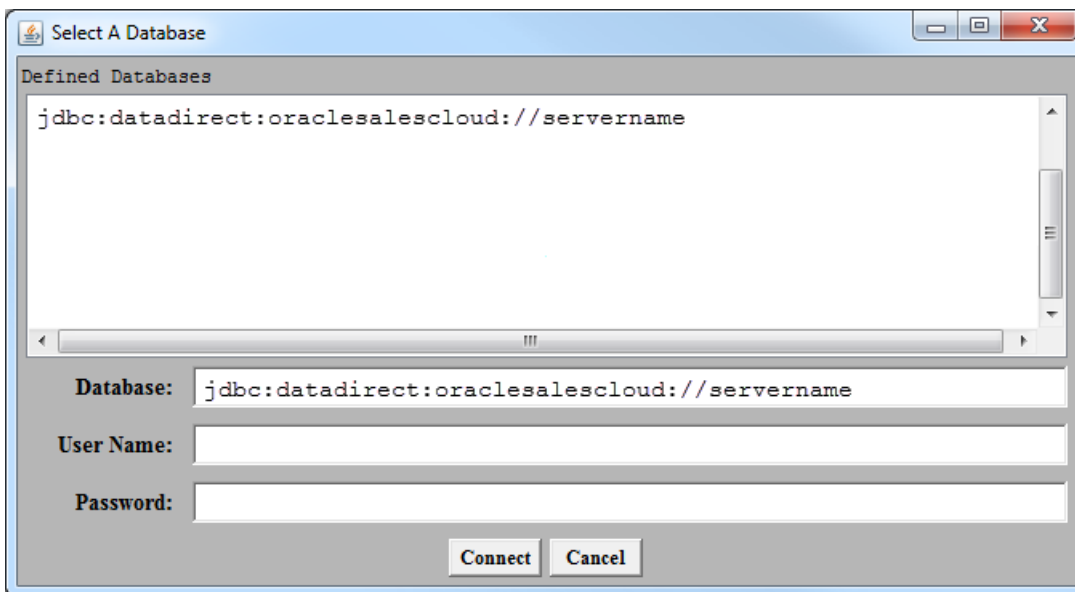 Select A Database
Defined Databases
jdbc:datadirect:oraclesalescloud://servername
Database: jdbc:datadirect:oraclesalescloud://servername
User Name:
Password:
Connect Cancel